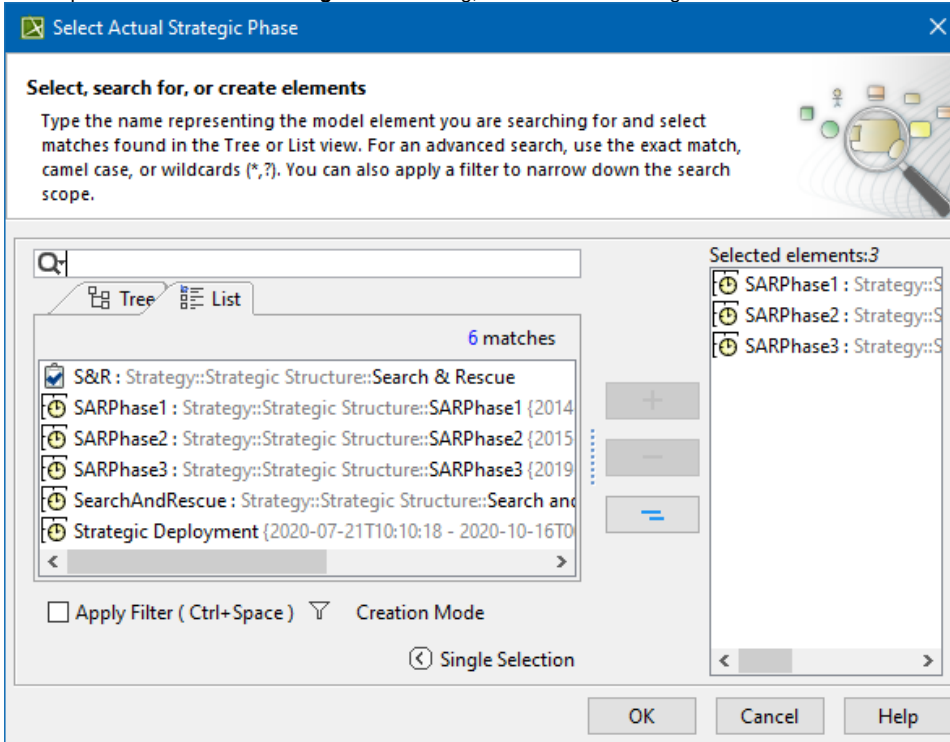 Select Actual Strategic Phase
Select, search for, or create elements
Type the name representing the model element you are searching for and select
matches found in the Tree or List view. For an advanced search, use the exact match,
camel case, or wildcards (*,?). You can also apply a filter to narrow down the search
scope.
Selected elements:3
Tree
List
6 matches
S&R : Strategy::Strategic Structure::Search & Rescue
SARPhase1 : Strategy::Strategic Structure::SARPhase1 {2014
SARPhase2 : Strategy::Strategic Structure::SARPhase2 {2015
SARPhase3 : Strategy::Strategic Structure::SARPhase3 {2019
SearchAndRescue : Strategy::Strategic Structure::Search and
Strategic Deployment {2020-07-21T10:10:18 - 2020-10-16T0
SARPhase1 : Strategy::S
SARPhase2 : Strategy::S
SARPhase3 : Strategy::S
Apply Filter ( Ctrl+Space )
Creation Mode
Single Selection
OK
Cancel
Help